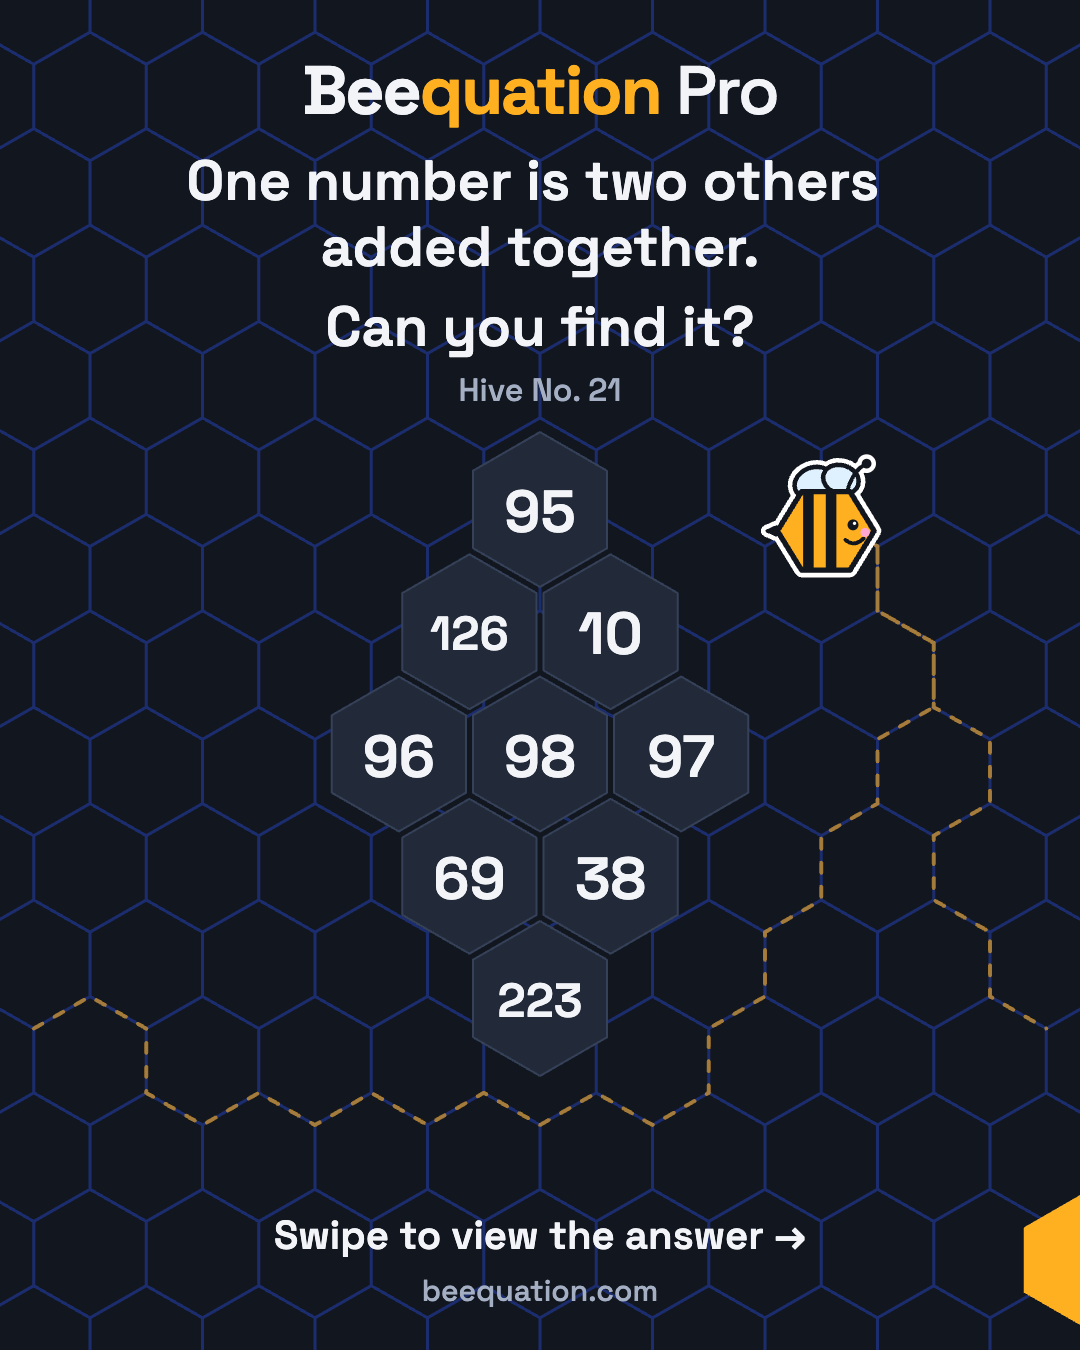 Beequation Pro
One number is two others
added together.
Can you find it?
Hive No. 21
95
126 10
96 98 97
69 38
223
Swipe to view the answer →
beequation.com